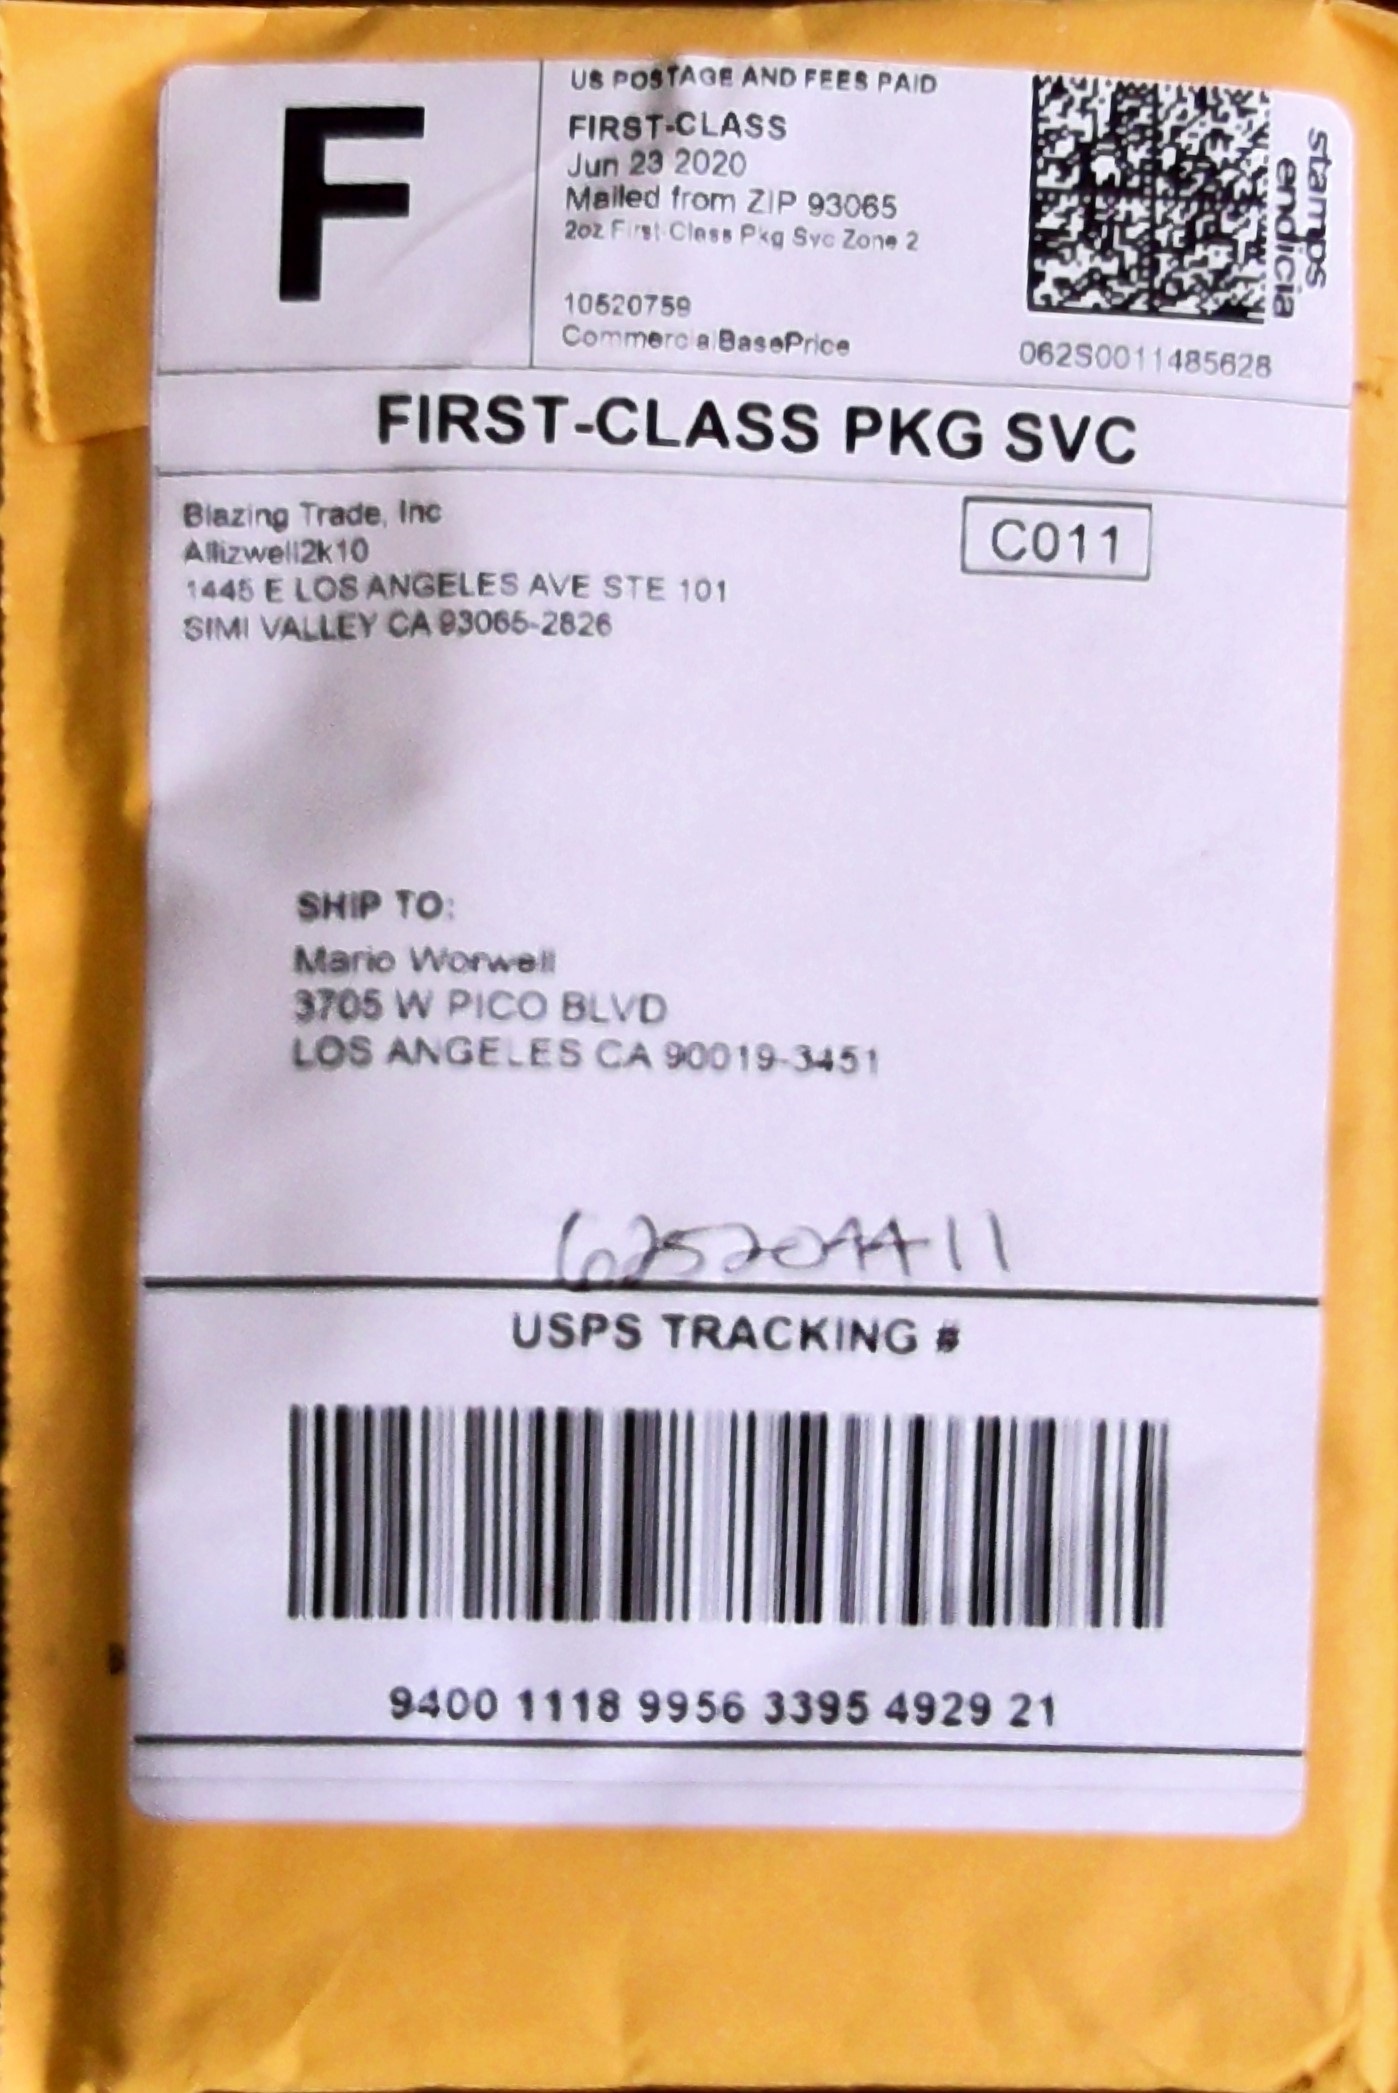 F
US POSTAGE AND FEES PAID
FIRST-CLASS
Jun 23 2020
Mailed from ZIP 93065
2oz First-Class Pkg Svc Zone 2
10520759
CommercialBasePrice
stamps
endicia
062S0011485628
FIRST-CLASS PKG SVC
Blazing Trade, Inc
Allizwell2k10
1445 E LOS ANGELES AVE STE 101
SIMI VALLEY CA 93065-2826
C011
SHIP TO:
Mario Worwell
3705 W PICO BLVD
LOS ANGELES CA 90019-3451
625204411
USPS TRACKING #
9400 1118 9956 3395 4929 21